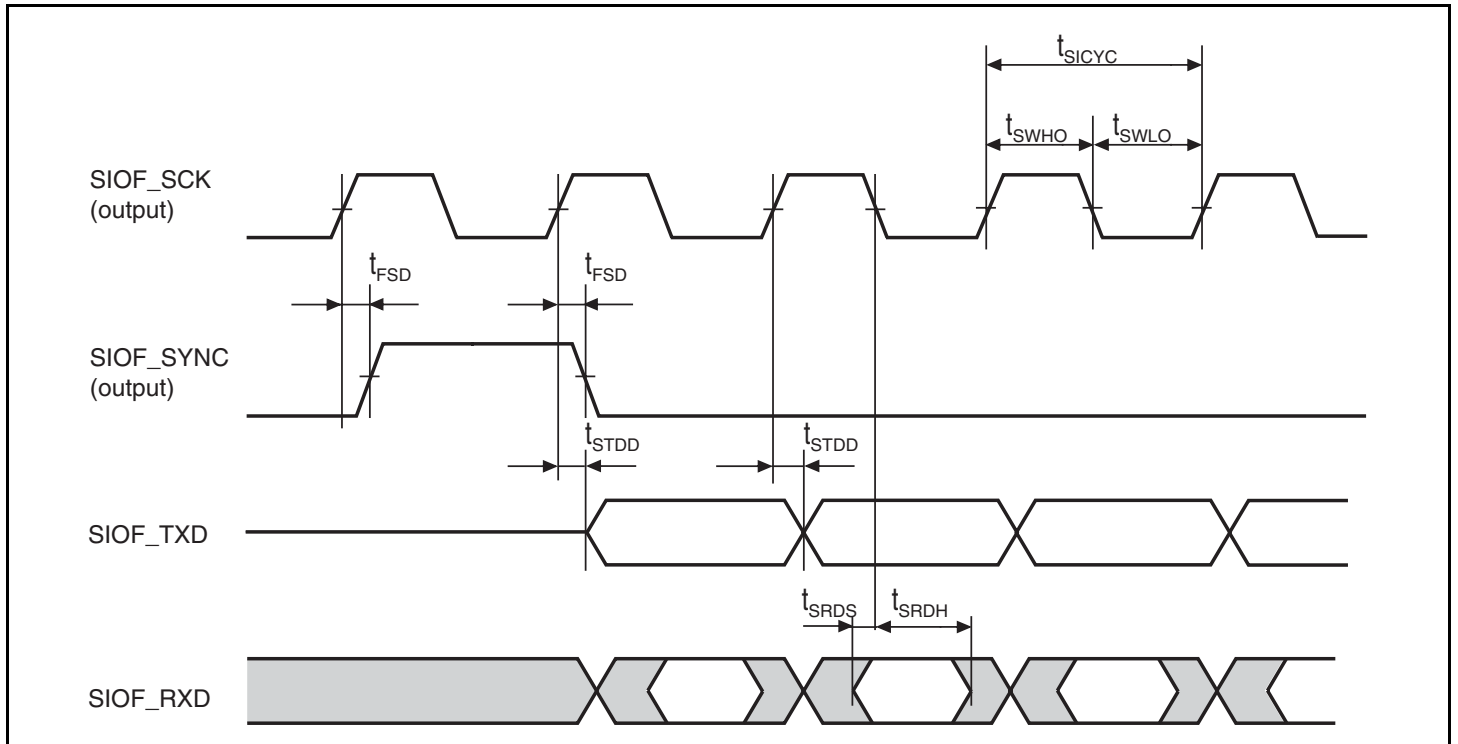 tSICYC
tSWHO tSWLO
SIOF_SCK
(output)
tFSD tFSD
SIOF_SYNC
(output)
tSTDD tSTDD
SIOF_TXD
tSRDS tSRDH
SIOF_RXD